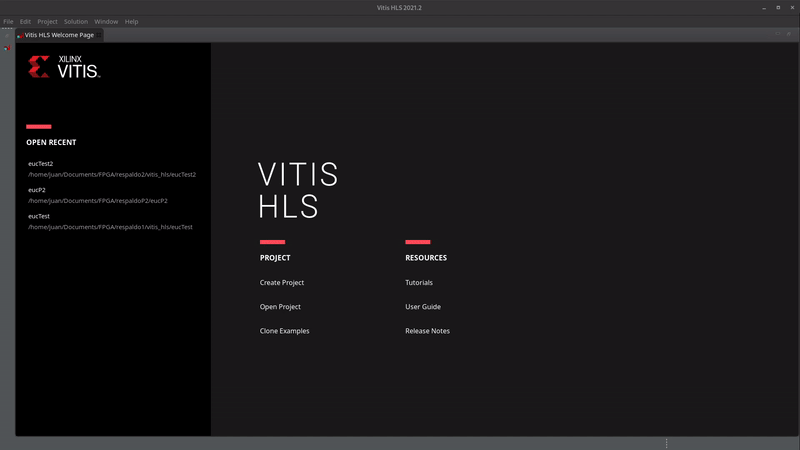 Vitis HLS 2021.2
File Edit Project Solution Window Help
Vitis HLS Welcome Page
XILINX
VITIS™
OPEN RECENT
eucTest2
/home/juan/Documents/FPGA/respaldo2/vitis_hls/eucTest2
eucP2
/home/juan/Documents/FPGA/respaldoP2/eucP2
eucTest
/home/juan/Documents/FPGA/respaldo1/vitis_hls/eucTest
VITIS
HLS
PROJECT
Create Project
Open Project
Clone Examples
RESOURCES
Tutorials
User Guide
Release Notes